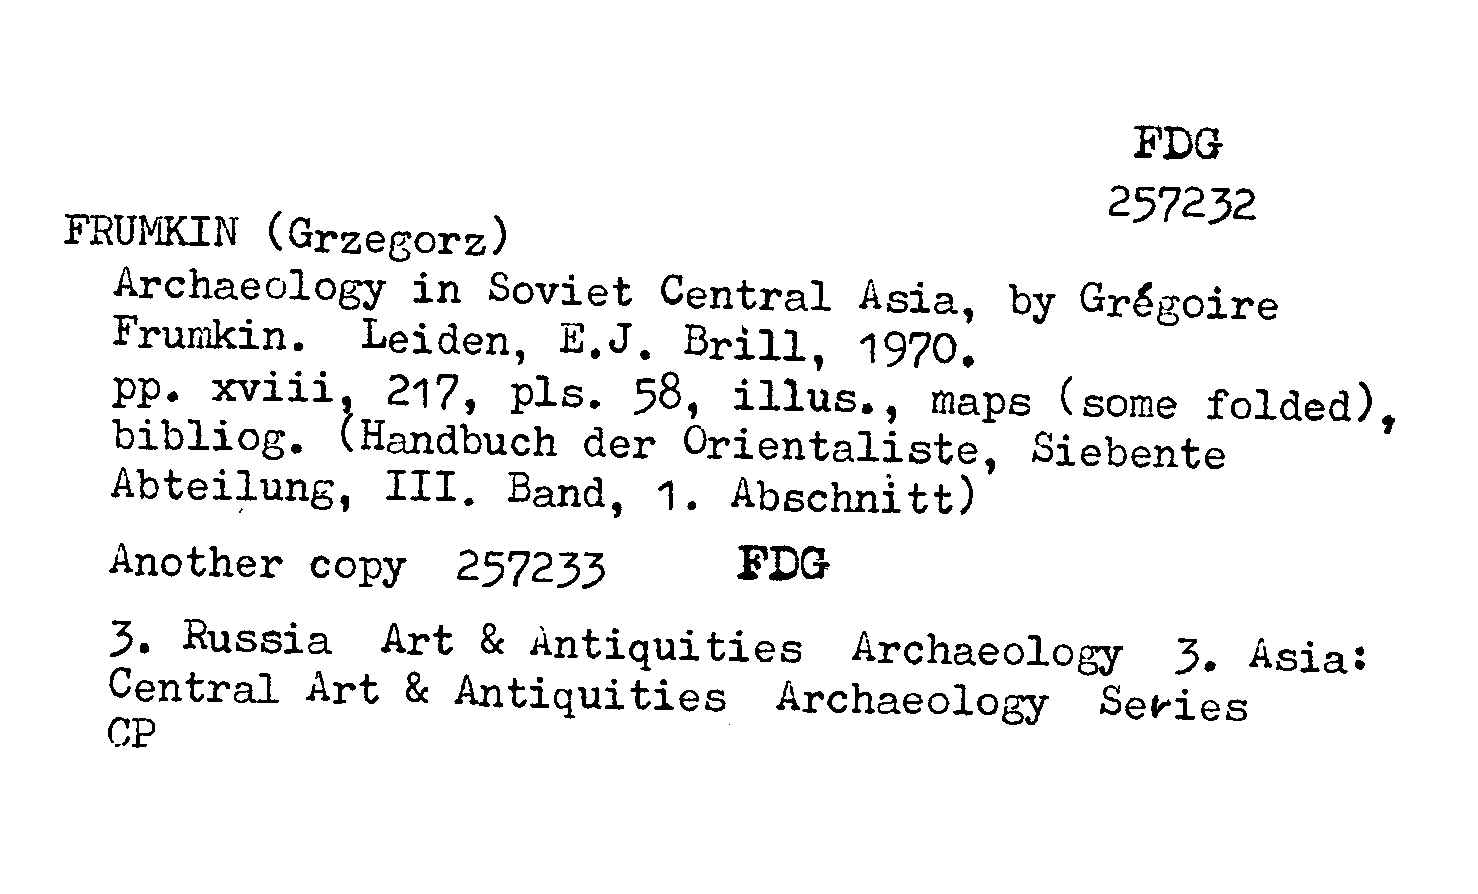 FDG
257232
FRUMKIN (Grzegorz)
Archaeology in Soviet Central Asia, by Grégoire
Frumkin. Leiden, E.J. Brill, 1970.
pp. xviii, 217, pls. 58, illus., maps (some folded),
bibliog. (Handbuch der Orientaliste, Siebente
Abteilung, III. Band, 1. Abschnitt)
Another copy 257233 FDG
3. Russia Art & Antiquities Archaeology 3. Asia:
Central Art & Antiquities Archaeology Series
CP